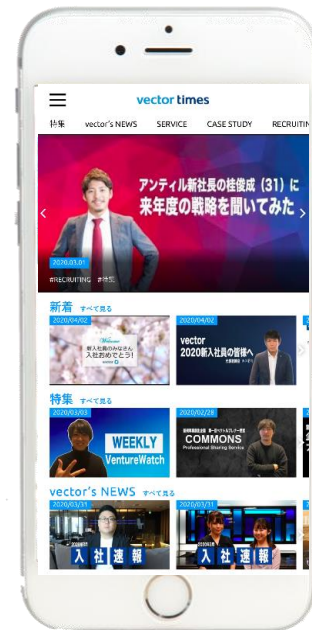 vector times
特集 vector's NEWS SERVICE CASE STUDY RECRUITIN
アンティル新社長の桂俊成（31）に
来年度の戦略を聞いてみた
2020.03.01
#RECRUITING #特集
新着 すべて見る
2020/04/02
Welcome
新入社員のみなさん
入社おめでとう!
2020/04/02
vector
2020新入社員の皆様へ
特集 すべて見る
2020/03/03
WEEKLY
VentureWatch
2020/02/28
COMMONS
Professional Sharing Service
vector's NEWS すべて見る
2020/03/31
入社速報
2020/03/31
入社速報